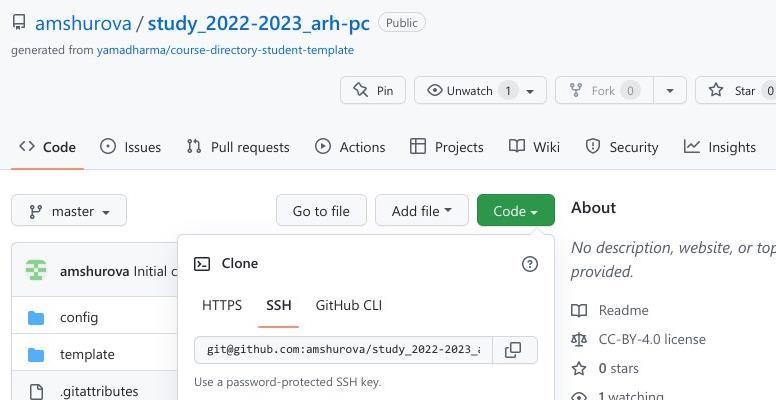 amshurova / study_2022-2023_arh-pc Public
generated from yamadharma/course-directory-student-template
Pin Unwatch 1 Fork 0 Star 0
Code Issues Pull requests Actions Projects Wiki Security Insights
master Go to file Add file Code About
No description, website, or
provided.
amshurova Initial
Clone
HTTPS SSH GitHub CLI
Readme
config
CC-BY-4.0 license
git@github.com:amshurova/study_2022-2023_
template
0 stars
Use a password-protected SSH key.
.gitattributes
1 watching